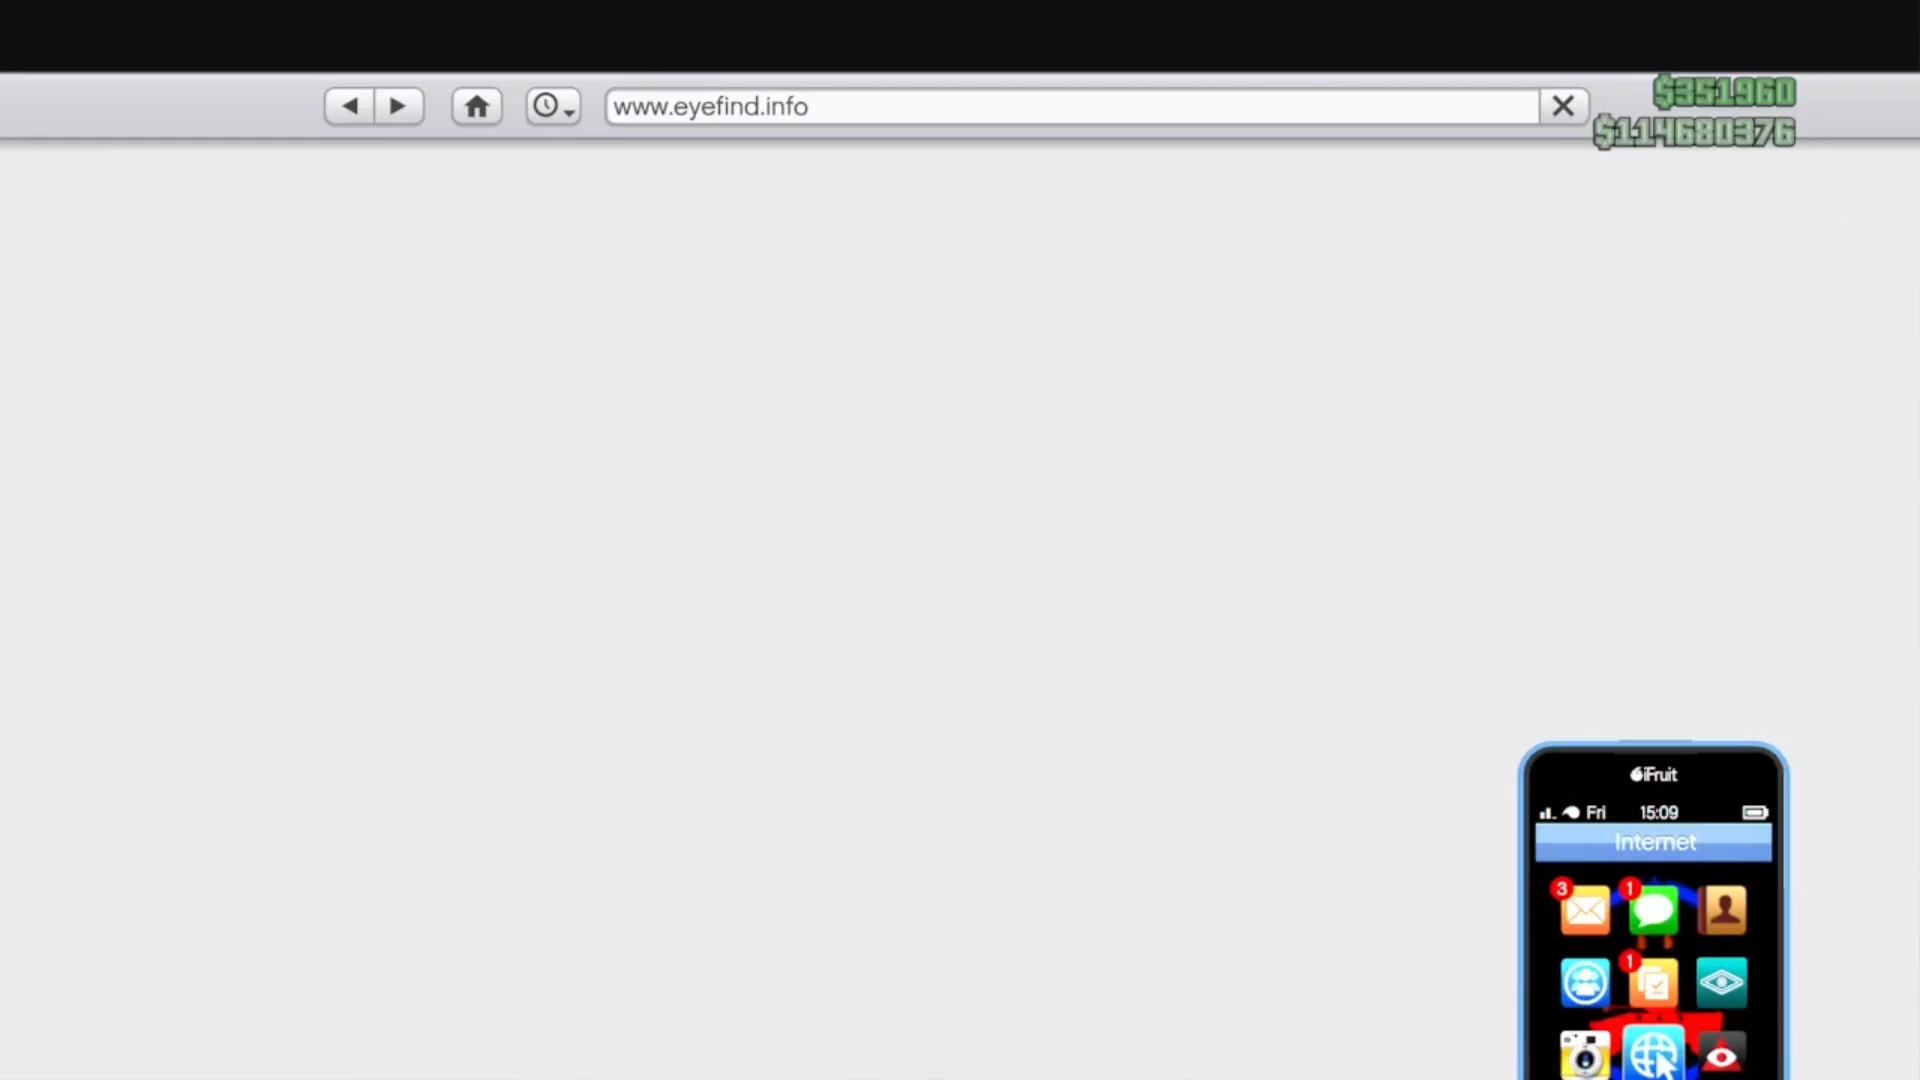 www.eyefind.info
$351960
$114680376
iFruit
Fri 15:09
Internet
3
1
1